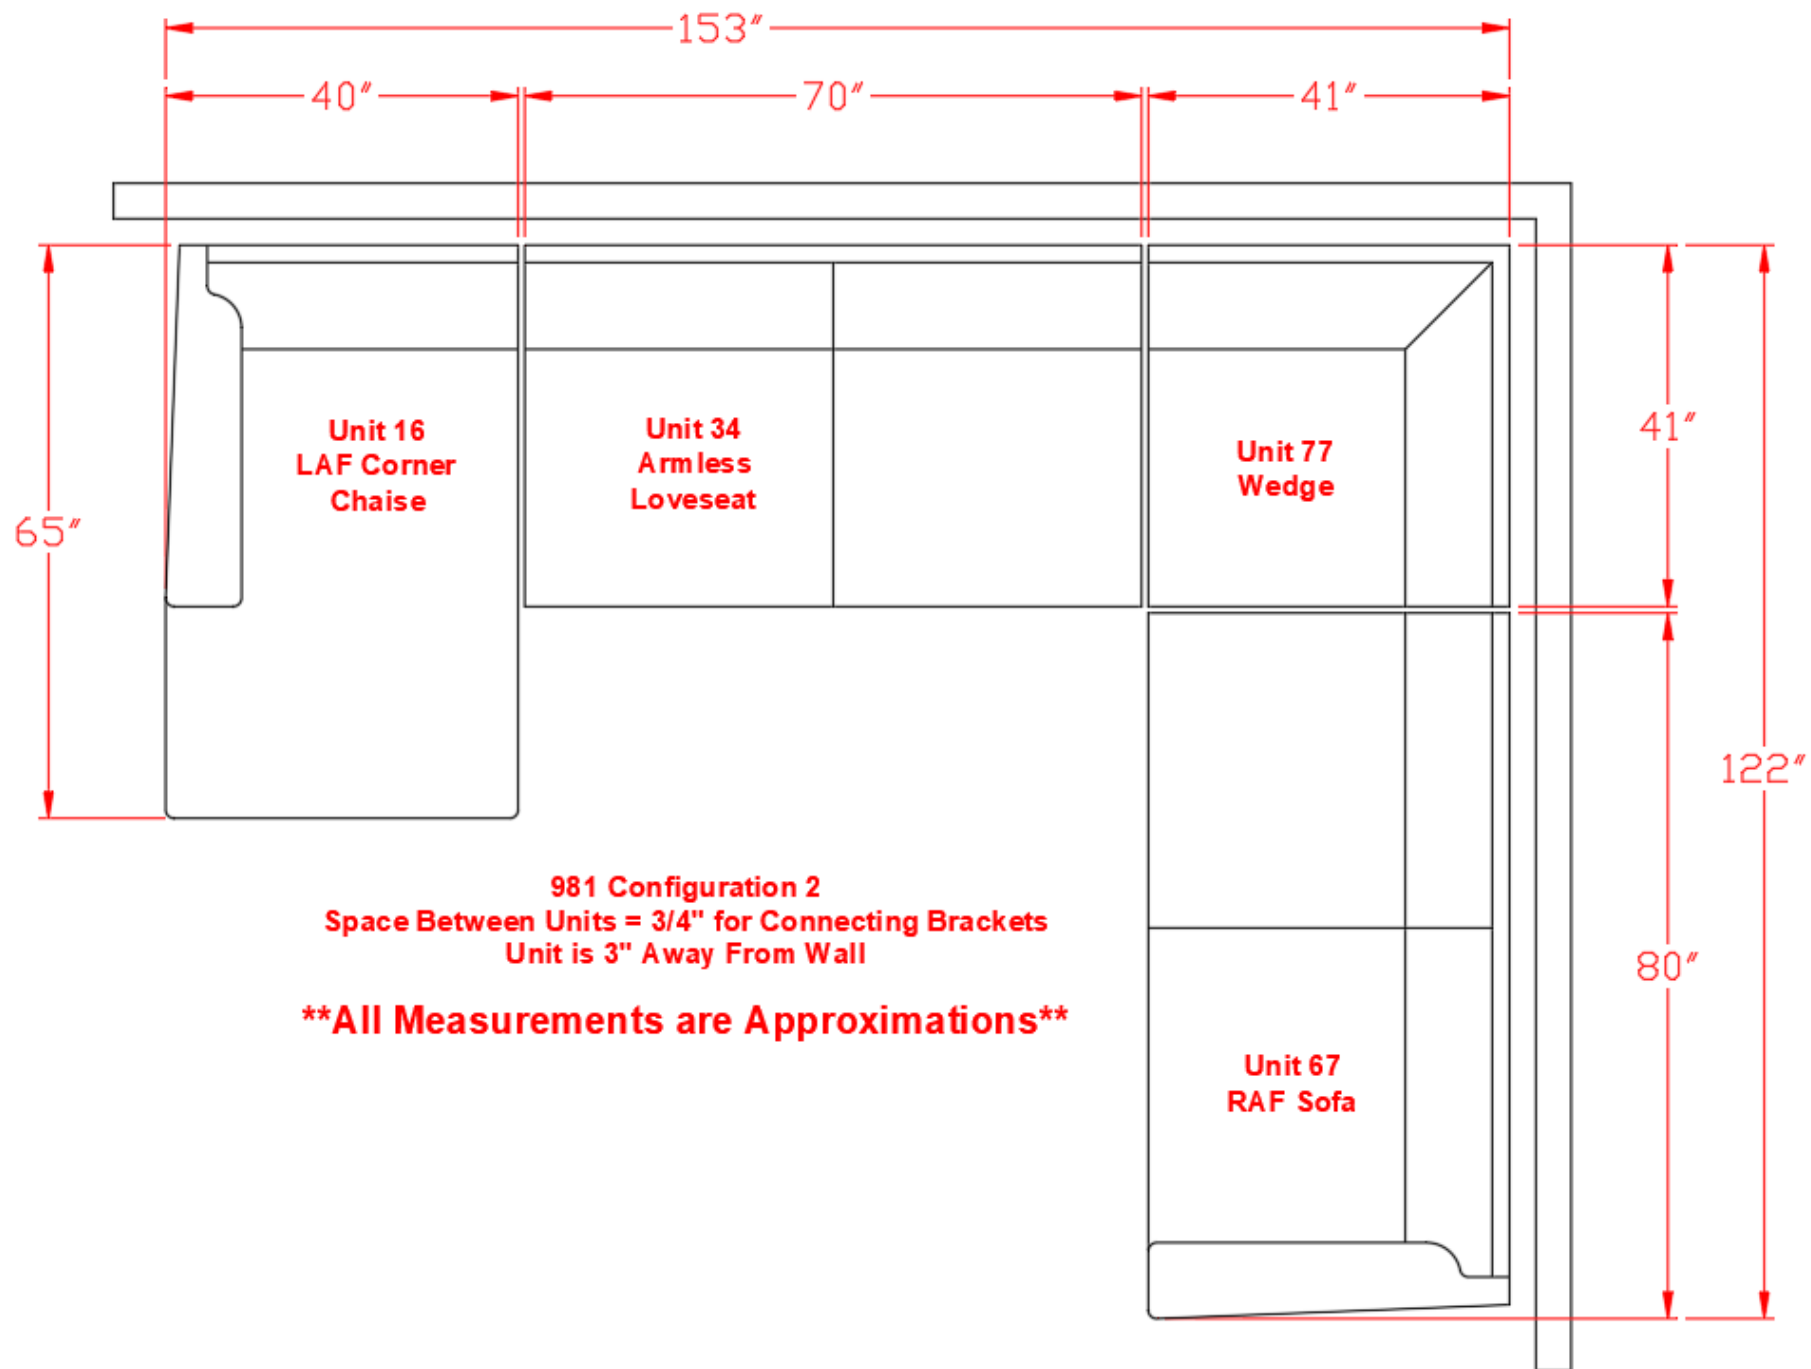 153"
40" 70" 41"
Unit 16
LAF Corner
Chaise
Unit 34
Armless
Loveseat
Unit 77
Wedge
41"
65"
122"
80"
981 Configuration 2
Space Between Units = 3/4" for Connecting Brackets
Unit is 3" Away From Wall
**All Measurements are Approximations**
Unit 67
RAF Sofa